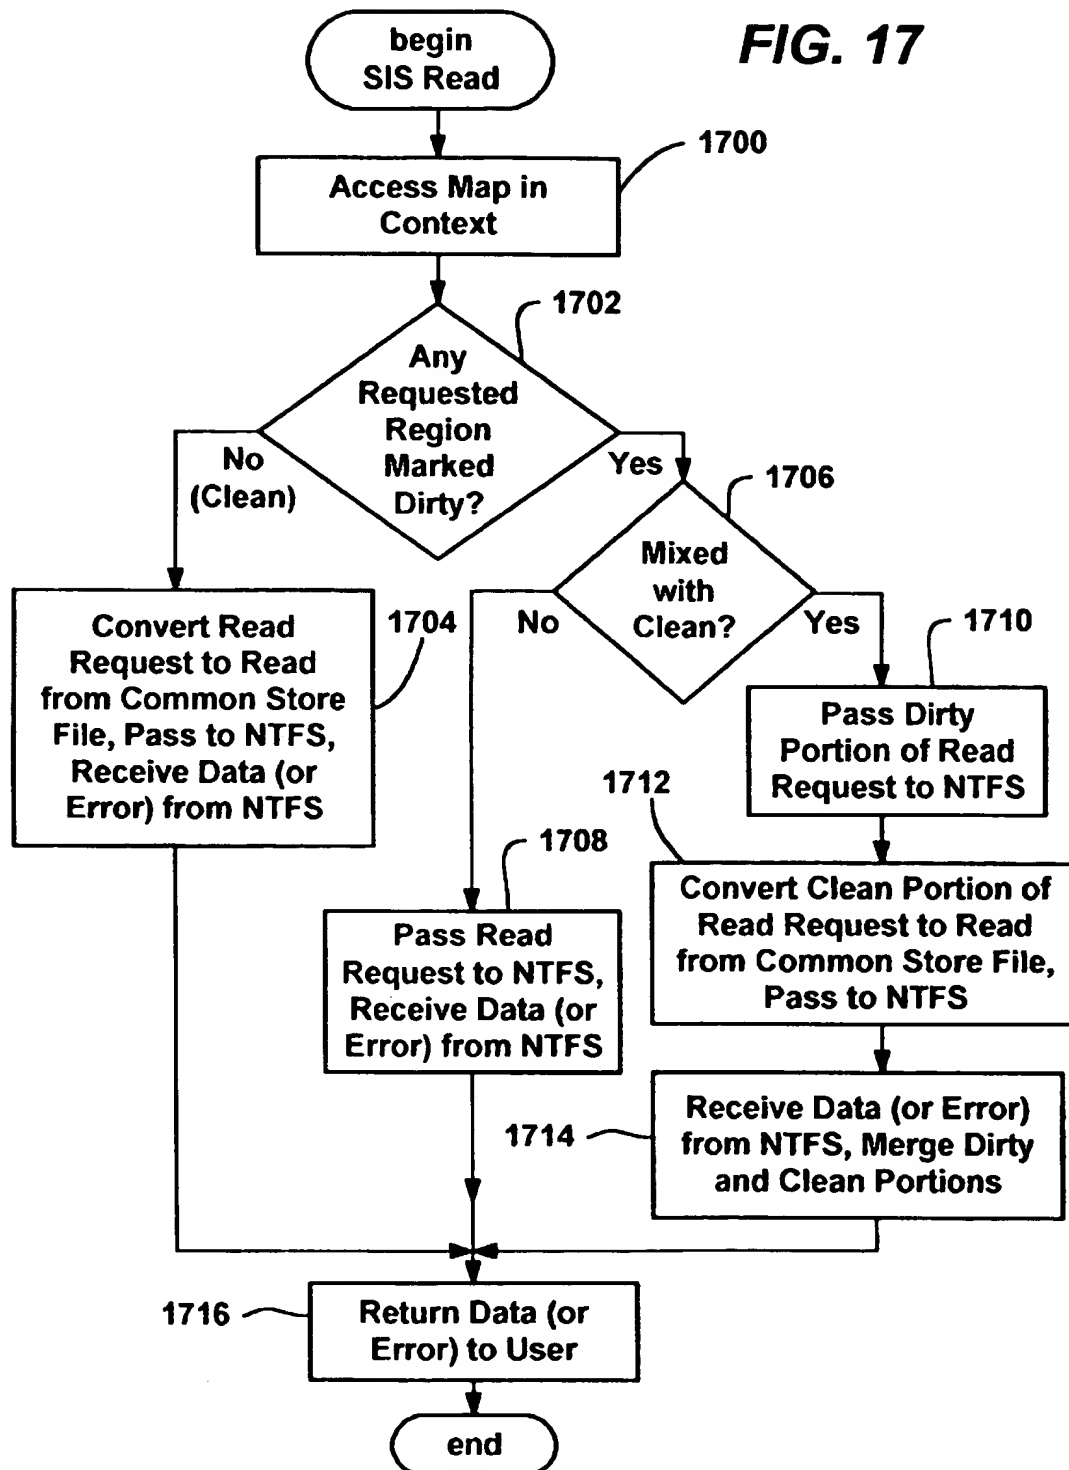 FIG. 17
begin
SIS Read
1700
Access Map in
Context
1702
Any
Requested
Region
Marked
Dirty?
No
(Clean)
Yes
1706
Mixed
with
Clean?
No
Yes
1704
Convert Read
Request to Read
from Common Store
File, Pass to NTFS,
Receive Data (or
Error) from NTFS
1710
Pass Dirty
Portion of Read
Request to NTFS
1712
Convert Clean Portion of
Read Request to Read
from Common Store File,
Pass to NTFS
1708
Pass Read
Request to NTFS,
Receive Data (or
Error) from NTFS
1714
Receive Data (or Error)
from NTFS, Merge Dirty
and Clean Portions
1716
Return Data (or
Error) to User
end